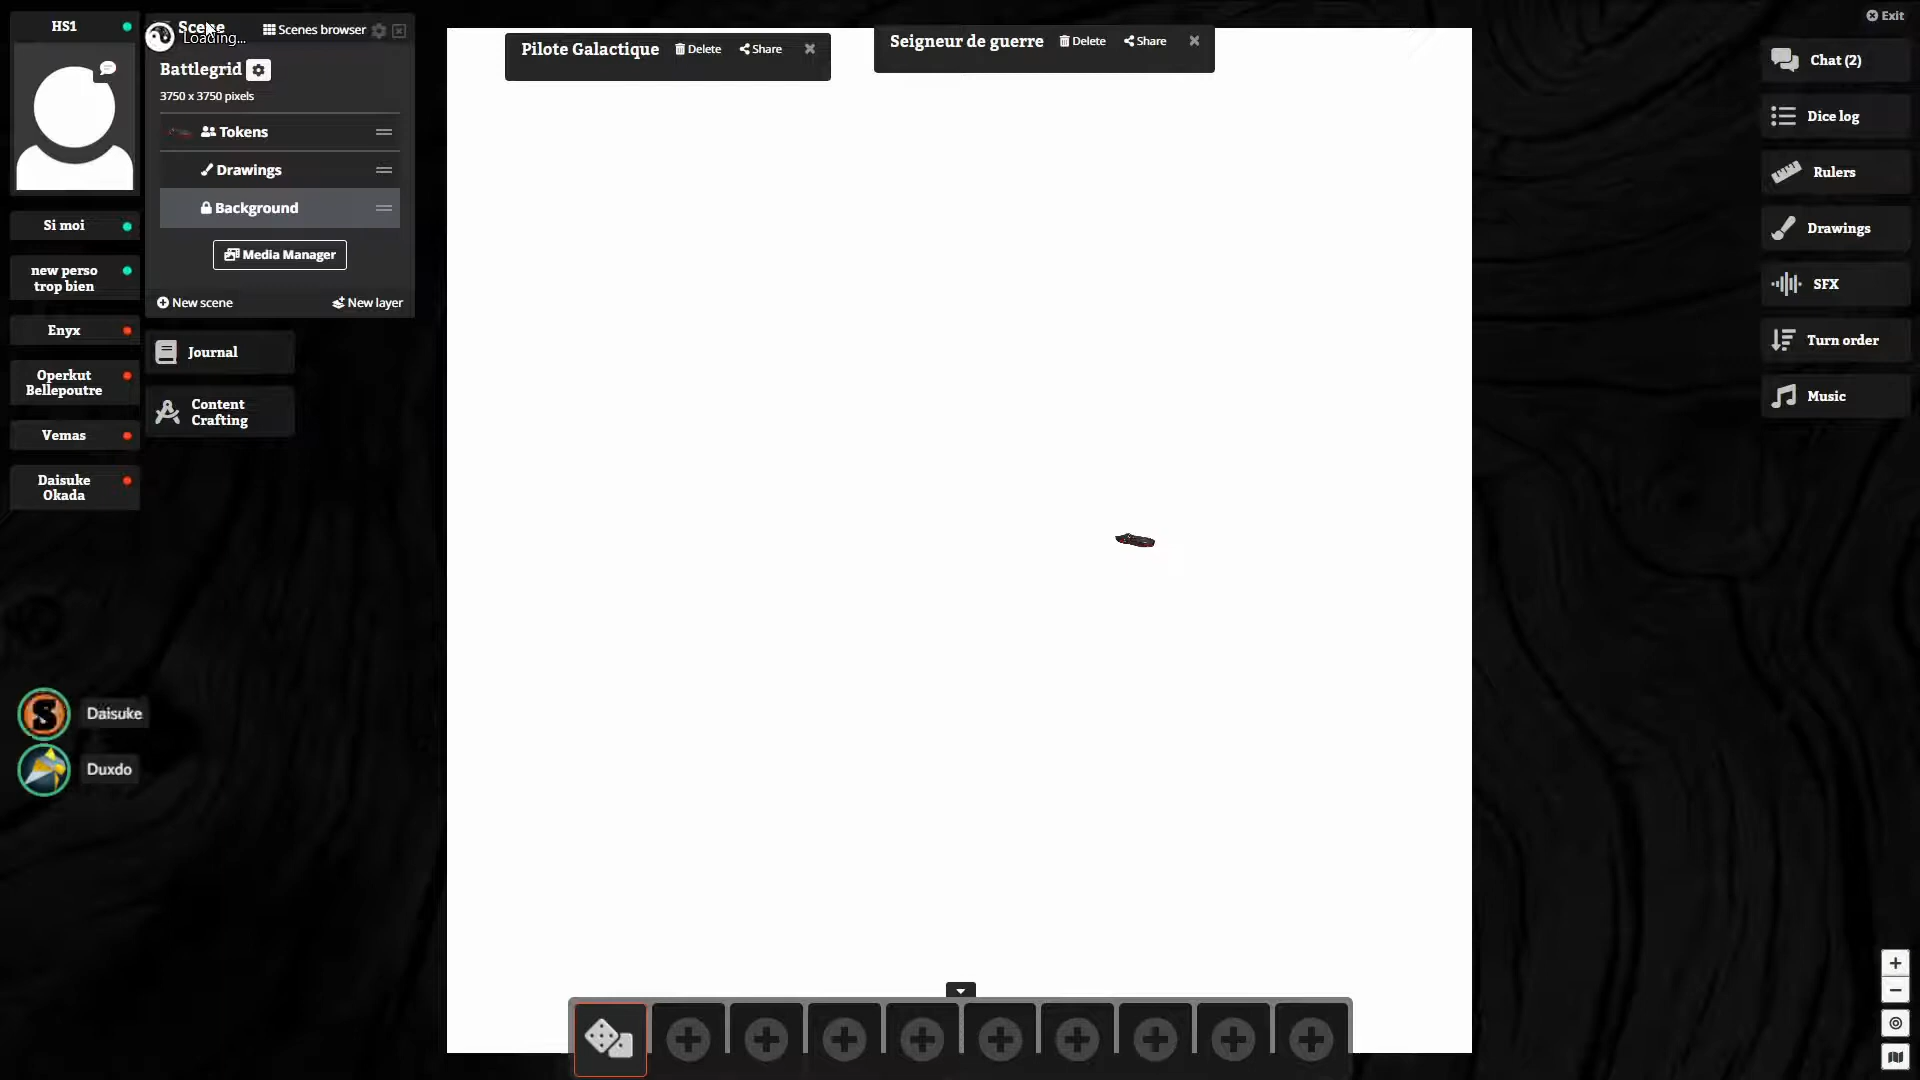 HS1
Si moi
new perso
trop bien
Enyx
Operkut
Bellepoutre
Vemas
Daisuke
Okada
Daisuke
Duxdo
Scene
Loading...
Scenes browser
Battlegrid
3750 x 3750 pixels
Tokens
Drawings
Background
Media Manager
New scene
New layer
Journal
Content
Crafting
Pilote Galactique Delete Share
Seigneur de guerre Delete Share
Exit
Chat (2)
Dice log
Rulers
Drawings
SFX
Turn order
Music